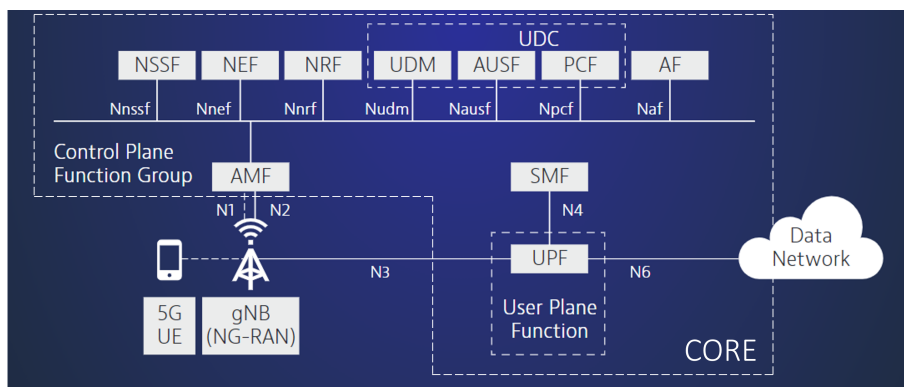 UDC
NSSF NEF NRF UDM AUSF PCF AF
Nnssf Nnef Nnrf Nudm Nausf Npcf Naf
Control Plane
Function Group
AMF
SMF
N1 N2
N4
Data
Network
UPF
N3
N6
5G
UE
gNB
(NG-RAN)
User Plane
Function
CORE